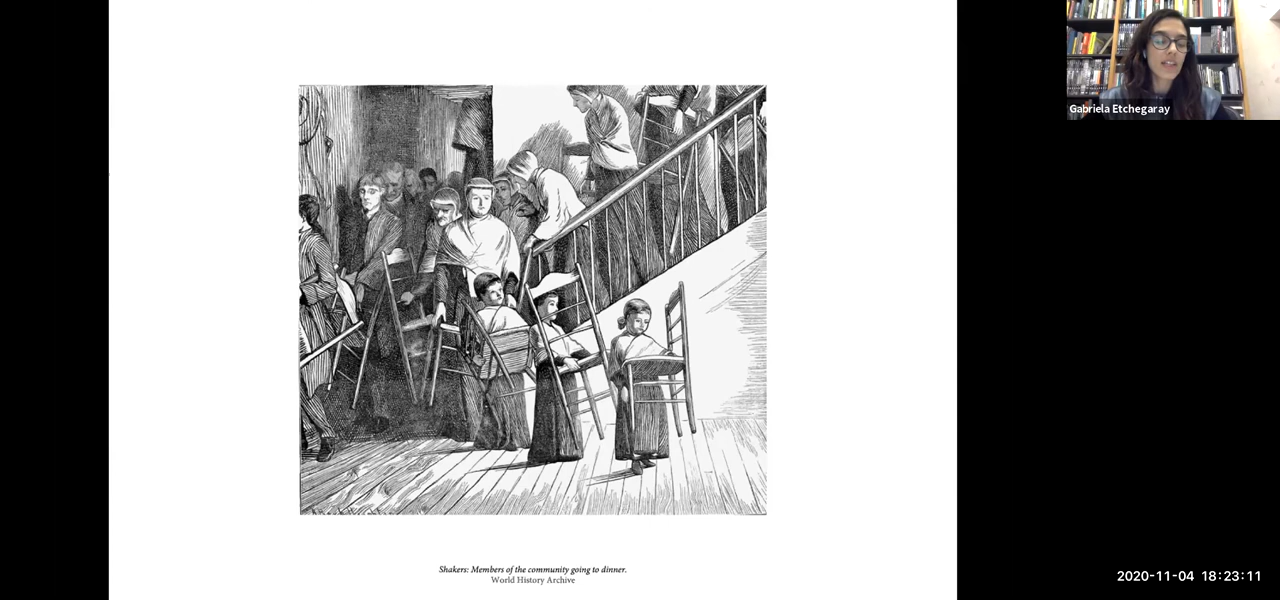 Gabriela Etchegaray
Shakers: Members of the community going to dinner.
World History Archive
2020-11-04 18:23:11